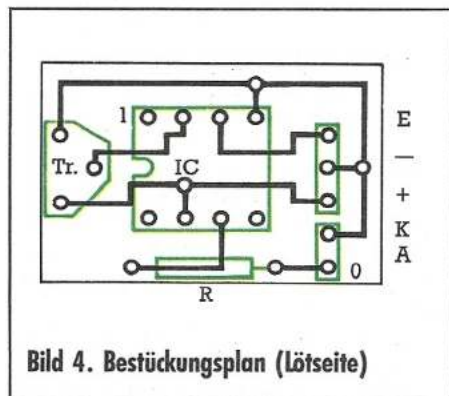 E
1
Tr.
IC
—
+
K
A
0
R
Bild 4. Bestückungsplan (Lötseite)